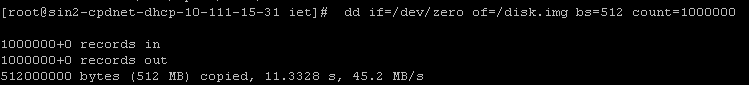 [root@sin2-cpdnet-dhcp-10-111-15-31 iet]#  dd if=/dev/zero of=/disk.img bs=512 count=1000000
1000000+0 records in
1000000+0 records out
512000000 bytes (512 MB) copied, 11.3328 s, 45.2 MB/s